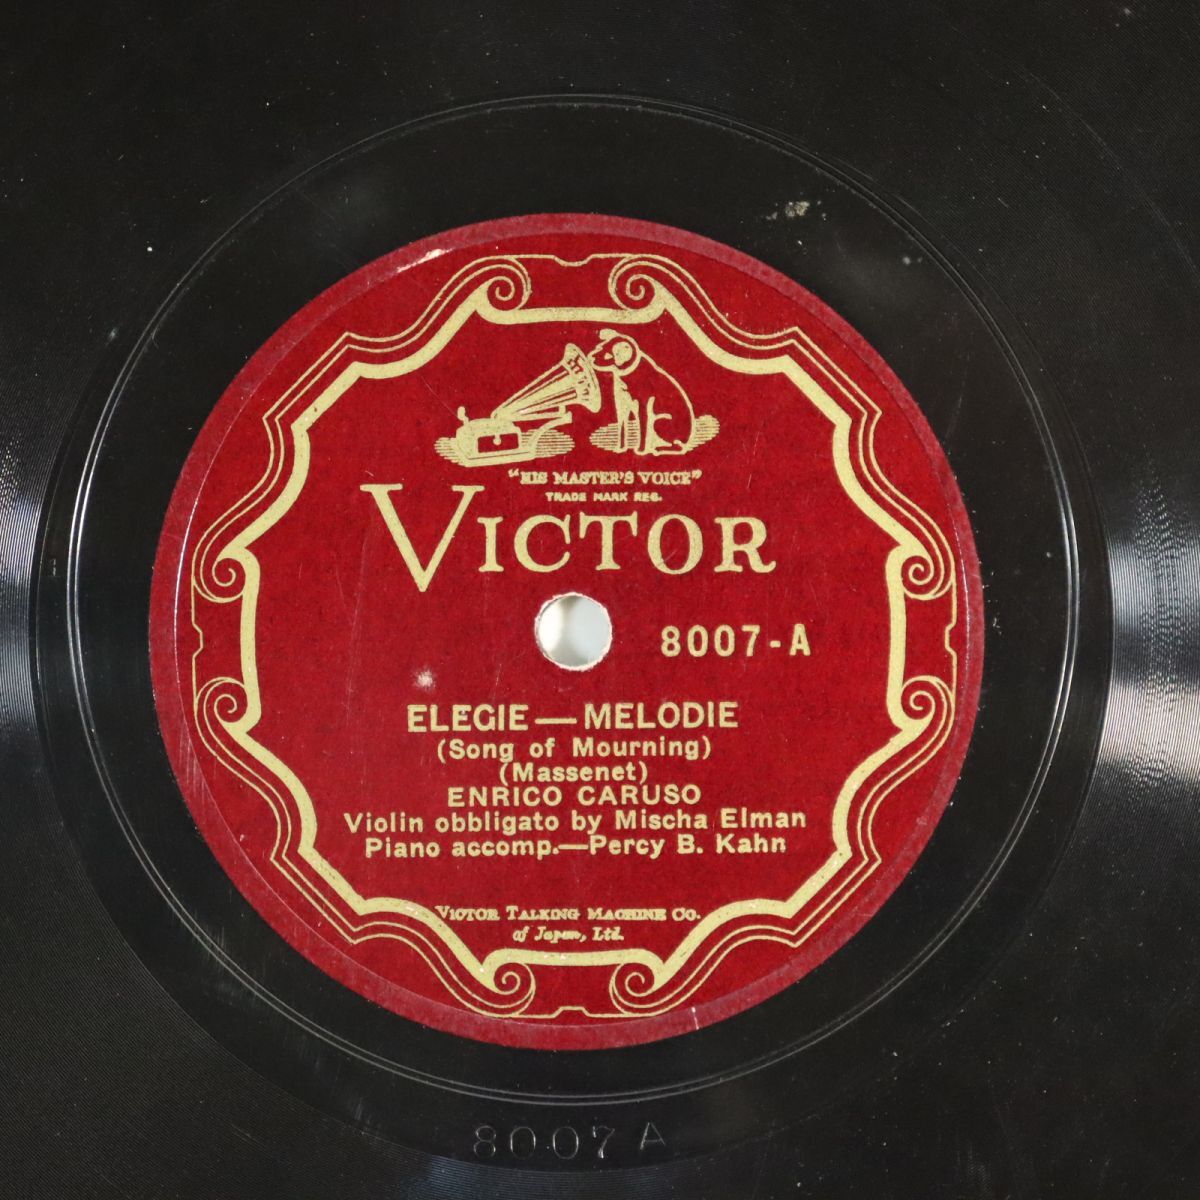 "HIS MASTER'S VOICE"
TRADE MARK REG.
VICTOR
8007-A
ELEGIE—MELODIE
(Song of Mourning)
(Massenet)
ENRICO CARUSO
Violin obbligato by Mischa Elman
Piano accomp.—Percy B. Kahn
VICTOR TALKING MACHINE CO.
of Japan, Ltd.
8007 A